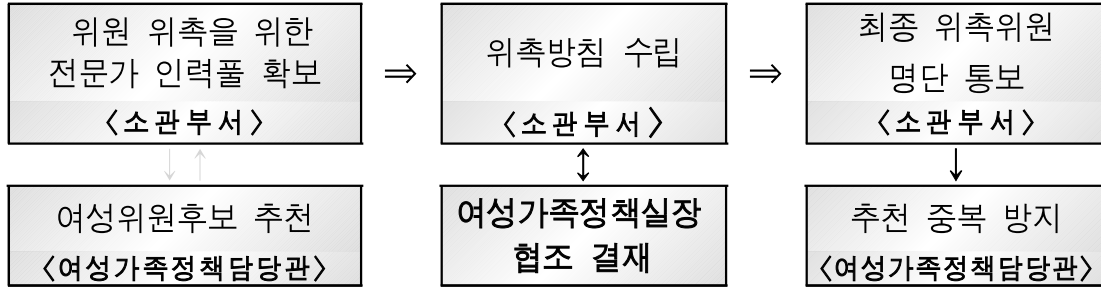 위원 위촉을 위한
전문가 인력풀 확보
〈소관부서〉
⇒
위촉방침 수립
〈소관부서〉
⇒
최종 위촉위원
명단 통보
〈소관부서〉
여성위원후보 추천
〈여성가족정책담당관〉
여성가족정책실장
협조 결재
추천 중복 방지
〈여성가족정책담당관〉